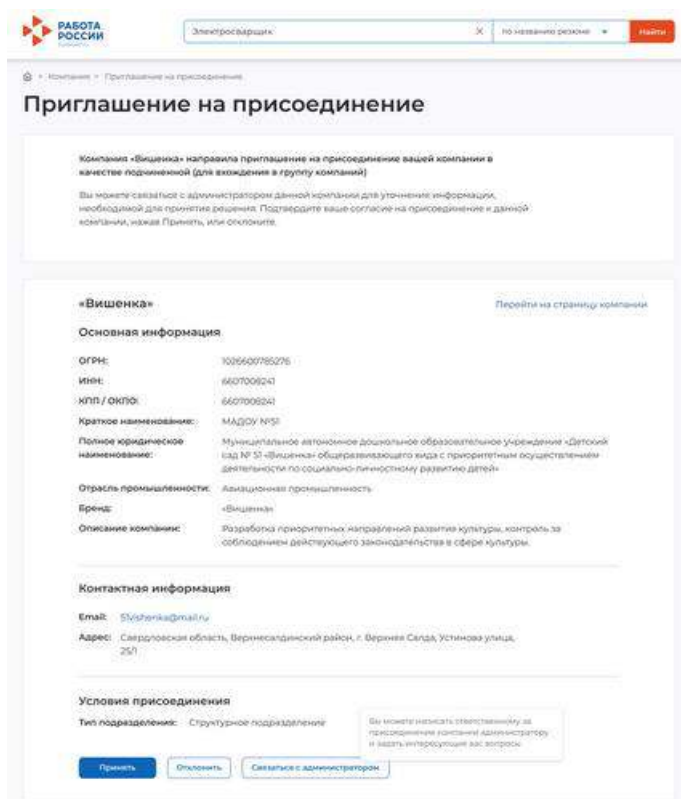 РАБОТА
РОССИИ
Электросварщик
по названию резюме
Найти
Компания • Приглашение на присоединение
Приглашение на присоединение
Компания «Вишенка» направила приглашение на присоединение вашей компании в
качестве подчиненной (для вхождения в группу компаний)
Вы можете связаться с администратором данной компании для уточнение информации,
необходимой для принятия решения. Подтвердите ваше согласие на присоединение к данной
компании, нажав Принять, или отклоните.
«Вишенка»
Перейти на страницу компании
Основная информация
ОГРН: 1026600785276
ИНН: 6607008241
КПП / ОКПО: 6607008241
Краткое наименование: МАДОУ №51
Полное юридическое Муниципальное автономное дошкольное образовательное учреждение «Детский
наименование: сад № 51 «Вишенка» общеразвивающего вида с приоритетным осуществлением
деятельности по социально-личностному развитию детей»
Отрасль промышленности: Авиационная промышленность
Бренд: «Вишенка»
Описание компании: Разработка приоритетных направлений развития культуры, контроль за
соблюдением действующего законодательства в сфере культуры.
Контактная информация
Email: 51vishenka@mail.ru
Адрес: Свердловская область, Верхнесалдинский район, г. Верхняя Салда, Устинова улица,
25/1
Условия присоединения
Тип подразделения: Структурное подразделение
Вы можете написать ответственному за
присоединение компании администратору
и задать интересующие вас вопросы
Принять
Отклонить
Связаться с администратором